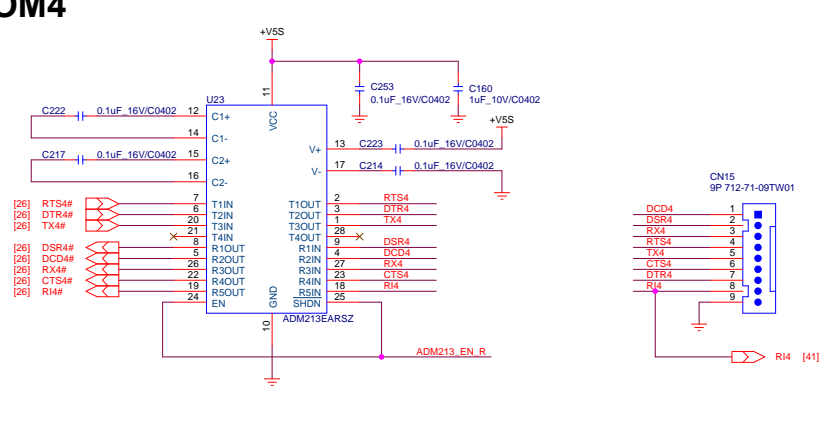 OM4
+V5S
C253
0.1uF_16V/C0402
C160
1uF_10V/C0402
U23
11
VCC
C222 0.1uF_16V/C0402 12 C1+
14 C1-
C217 0.1uF_16V/C0402 15 C2+
16 C2-
+V5S
V+ 13 C223 0.1uF_16V/C0402
V- 17 C214 0.1uF_16V/C0402
[26] RTS4# 7 T1IN T1OUT 2 RTS4
[26] DTR4# 6 T2IN T2OUT 3 DTR4
[26] TX4# 20 T3IN T3OUT 1 TX4
21 T4IN T4OUT 28
[26] DSR4# 8 R1OUT R1IN 9 DSR4
[26] DCD4# 5 R2OUT R2IN 4 DCD4
[26] RX4# 26 R3OUT R3IN 27 RX4
[26] CTS4# 22 R4OUT R4IN 23 CTS4
[26] RI4# 19 R5OUT R5IN 18 RI4
24 EN SHDN 25
GND
10
ADM213EARSZ
ADM213_EN_R
CN15
9P 712-71-09TW01
DCD4 1
DSR4 2
RX4 3
RTS4 4
TX4 5
CTS4 6
DTR4 7
RI4 8
9
RI4 [41]